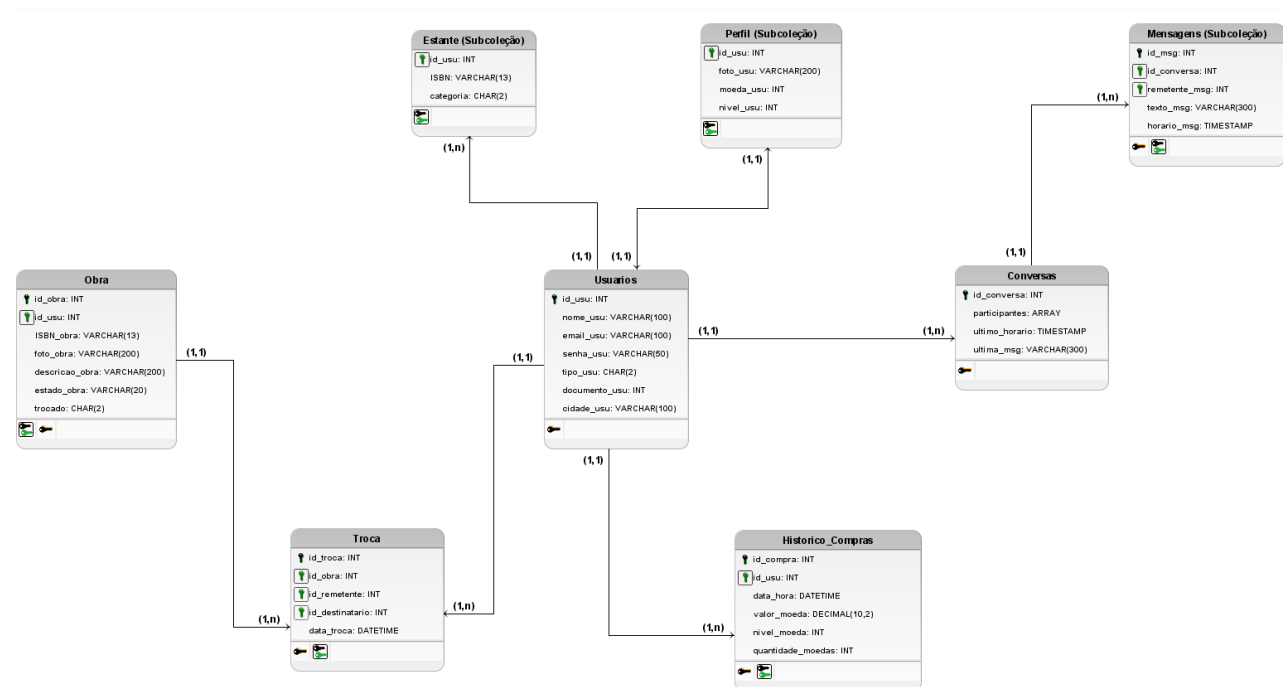 Estante (Subcoleção)
id_usu: INT
ISBN: VARCHAR(13)
categoria: CHAR(2)
(1,n)
Perfil (Subcoleção)
id_usu: INT
foto_usu: VARCHAR(200)
moeda_usu: INT
nivel_usu: INT
(1,1)
Mensagens (Subcoleção)
id_msg: INT
id_conversa: INT
remetente_msg: INT
texto_msg: VARCHAR(300)
horario_msg: TIMESTAMP
(1,n)
(1,1)
Obra
id_obra: INT
id_usu: INT
ISBN_obra: VARCHAR(13)
foto_obra: VARCHAR(200)
descricao_obra: VARCHAR(200)
estado_obra: VARCHAR(20)
trocado: CHAR(2)
(1,1)
(1,1)
(1,1)
Usuarios
id_usu: INT
nome_usu: VARCHAR(100)
email_usu: VARCHAR(100)
senha_usu: VARCHAR(50)
tipo_usu: CHAR(2)
documento_usu: INT
cidade_usu: VARCHAR(100)
(1,1)
(1,1)
(1,1)
(1,n)
Conversas
id_conversa: INT
participantes: ARRAY
ultimo_horario: TIMESTAMP
ultima_msg: VARCHAR(300)
Troca
id_troca: INT
id_obra: INT
id_remetente: INT
id_destinatario: INT
data_troca: DATETIME
(1,n)
(1,n)
Historico_Compras
id_compra: INT
id_usu: INT
data_hora: DATETIME
valor_moeda: DECIMAL(10,2)
nivel_moeda: INT
quantidade_moedas: INT
(1,n)